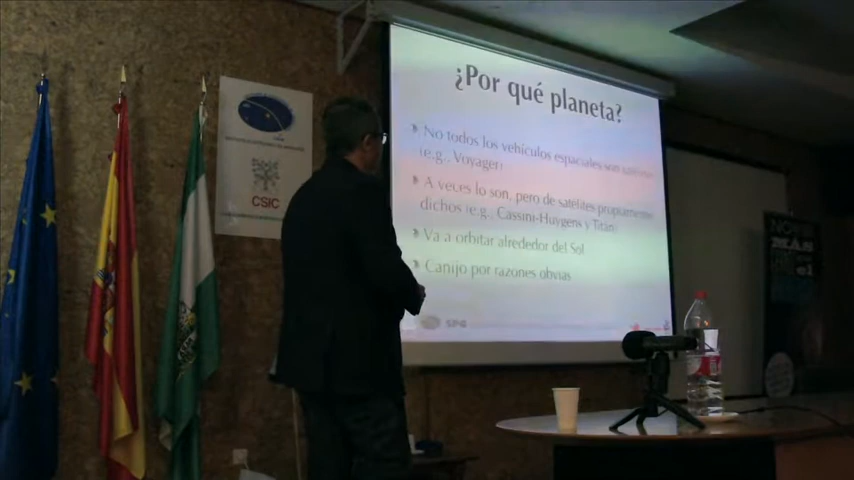 ¿Por qué planeta?
No todos los vehículos espaciales son
(e.g., Voyager)
A veces lo son, pero de satélites propiamente
dichos (e.g., Cassini-Huygens y Titán)
Va a orbitar alrededor del Sol
Canijo por razones obvias
CSIC